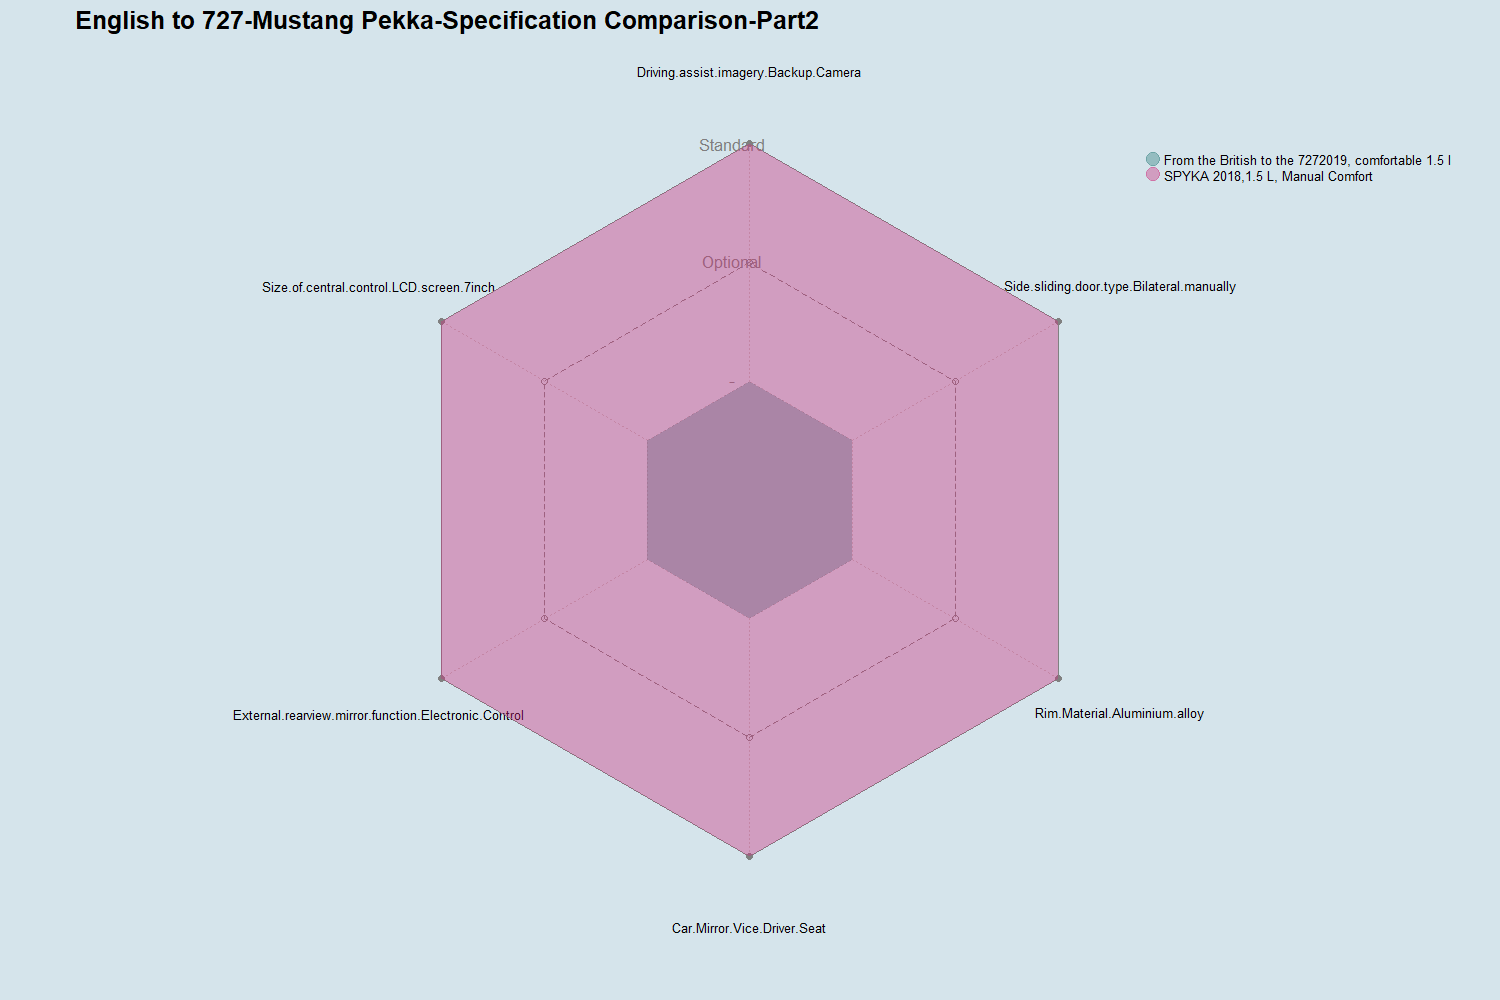 English to 727-Mustang Pekka-Specification Comparison-Part2
Driving.assist.imagery.Backup.Camera
Standard
From the British to the 7272019, comfortable 1.5 l
SPYKA 2018,1.5 L, Manual Comfort
Optional
Size.of.central.control.LCD.screen.7inch
Side.sliding.door.type.Bilateral.manually
-
External.rearview.mirror.function.Electronic.Control
Rim.Material.Aluminium.alloy
Car.Mirror.Vice.Driver.Seat